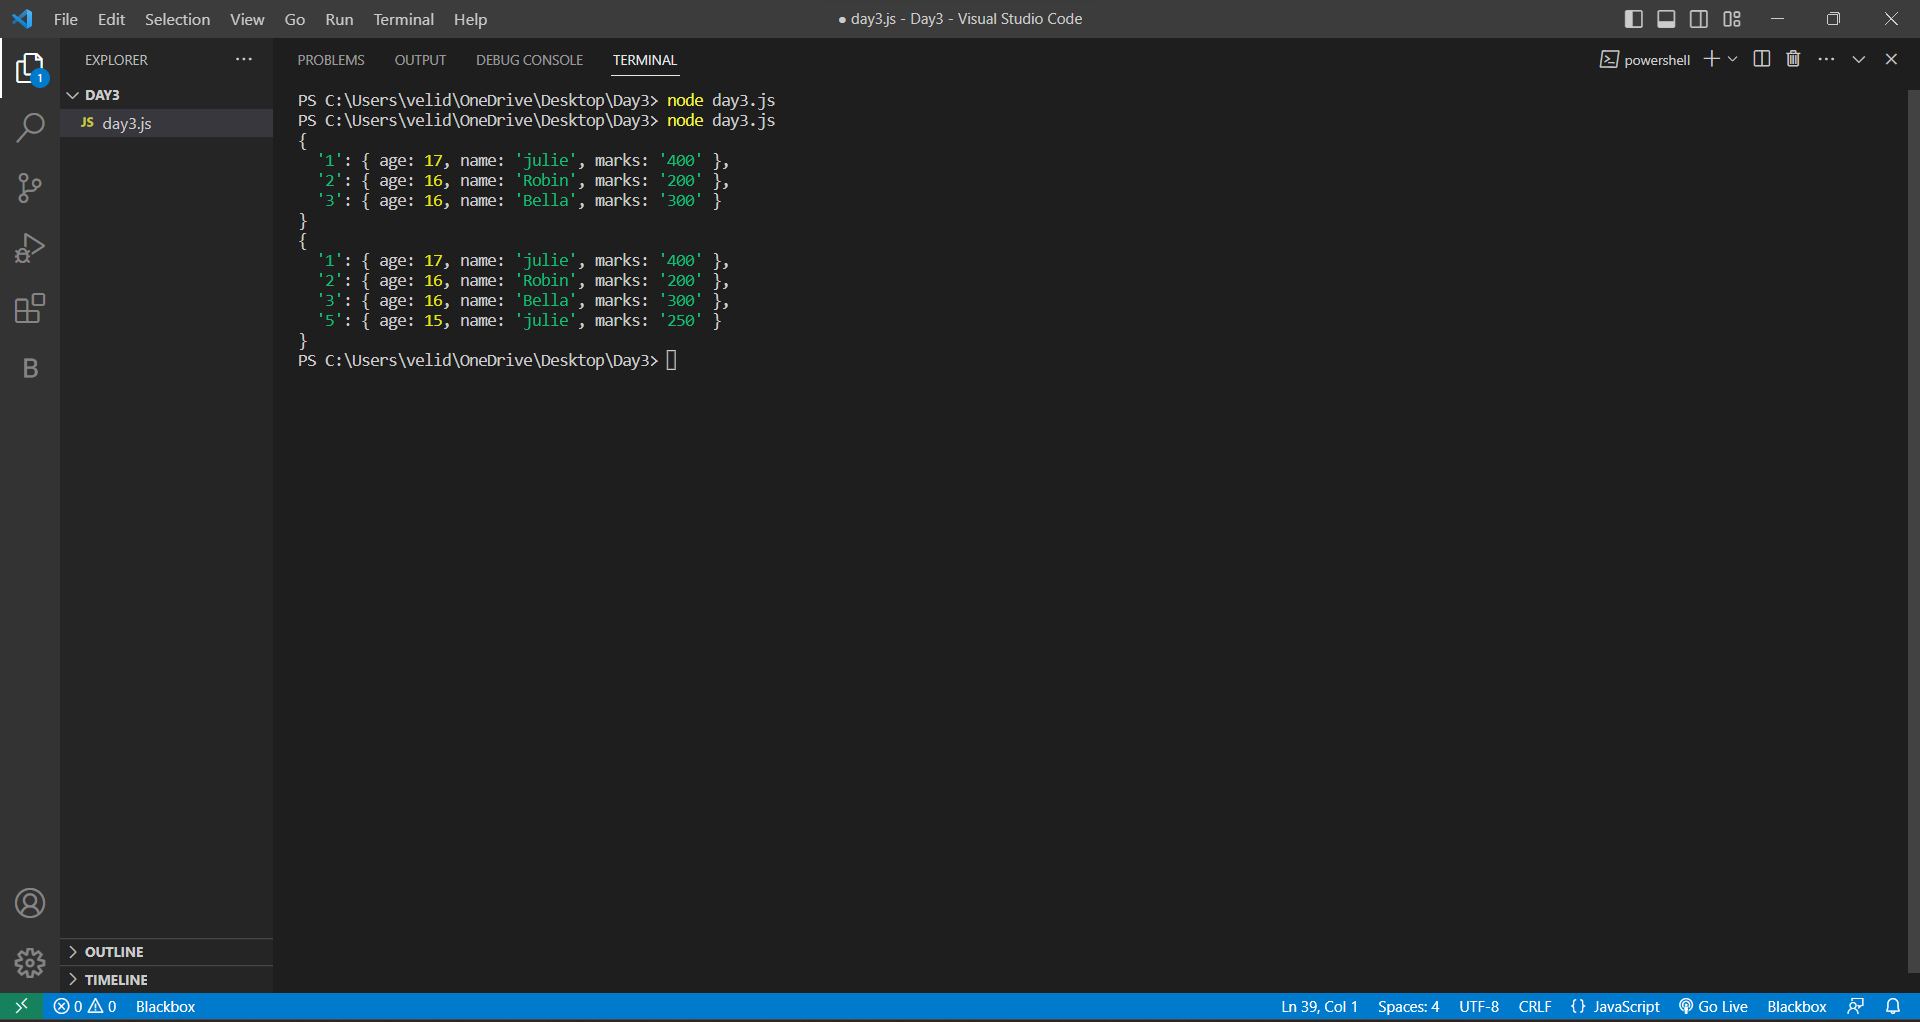 File Edit Selection View Go Run Terminal Help
● day3.js - Day3 - Visual Studio Code
EXPLORER
PROBLEMS OUTPUT DEBUG CONSOLE TERMINAL
powershell
1
DAY3
JS day3.js
PS C:\Users\velid\OneDrive\Desktop\Day3> node day3.js
PS C:\Users\velid\OneDrive\Desktop\Day3> node day3.js
{
  '1': { age: 17, name: 'julie', marks: '400' },
  '2': { age: 16, name: 'Robin', marks: '200' },
  '3': { age: 16, name: 'Bella', marks: '300' }
}
{
  '1': { age: 17, name: 'julie', marks: '400' },
  '2': { age: 16, name: 'Robin', marks: '200' },
  '3': { age: 16, name: 'Bella', marks: '300' },
  '5': { age: 15, name: 'julie', marks: '250' }
}
PS C:\Users\velid\OneDrive\Desktop\Day3>
B
OUTLINE
TIMELINE
0 0 Blackbox
Ln 39, Col 1 Spaces: 4 UTF-8 CRLF {} JavaScript Go Live Blackbox